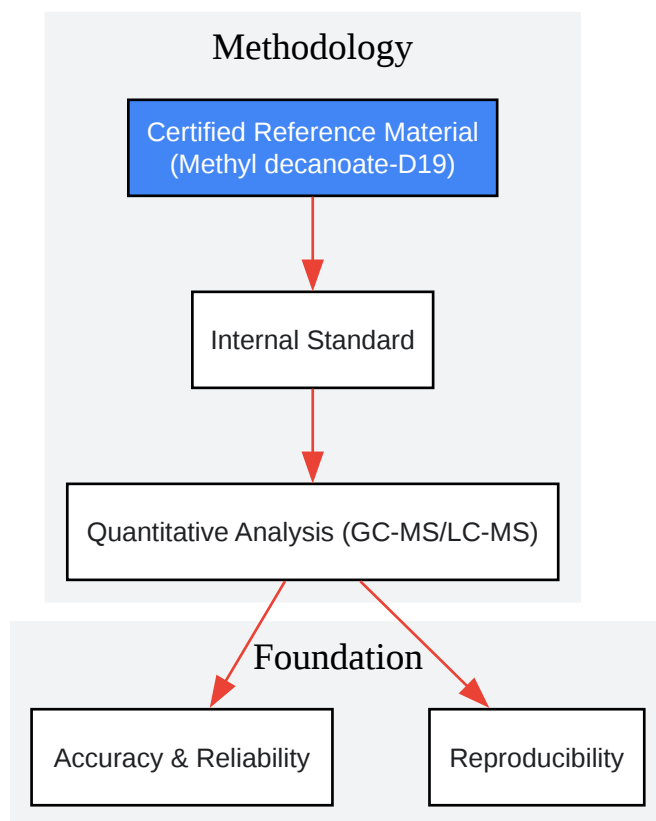 Methodology
Certified Reference Material
(Methyl decanoate-D19)
Internal Standard
Quantitative Analysis (GC-MS/LC-MS)
Foundation
Accuracy & Reliability
Reproducibility